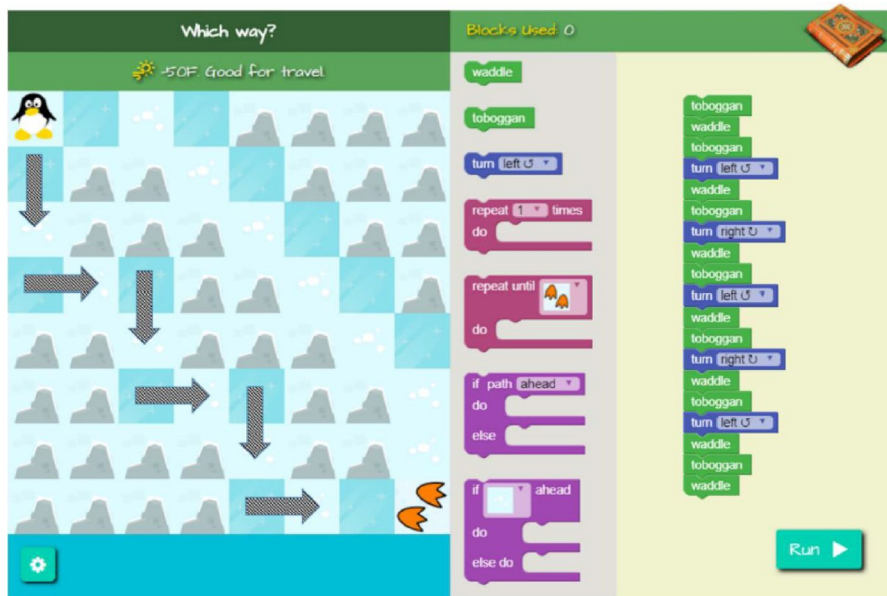 Which way?
Blocks Used: 0
-50F. Good for travel.
waddle
toboggan
turn left ↺
repeat 1 times
do
repeat until
do
if path ahead
do
else
if ahead
do
else do
toboggan
waddle
toboggan
turn left ↺
waddle
toboggan
turn right ↻
waddle
toboggan
turn left ↺
waddle
toboggan
turn right ↻
waddle
toboggan
turn left ↺
waddle
toboggan
waddle
Run